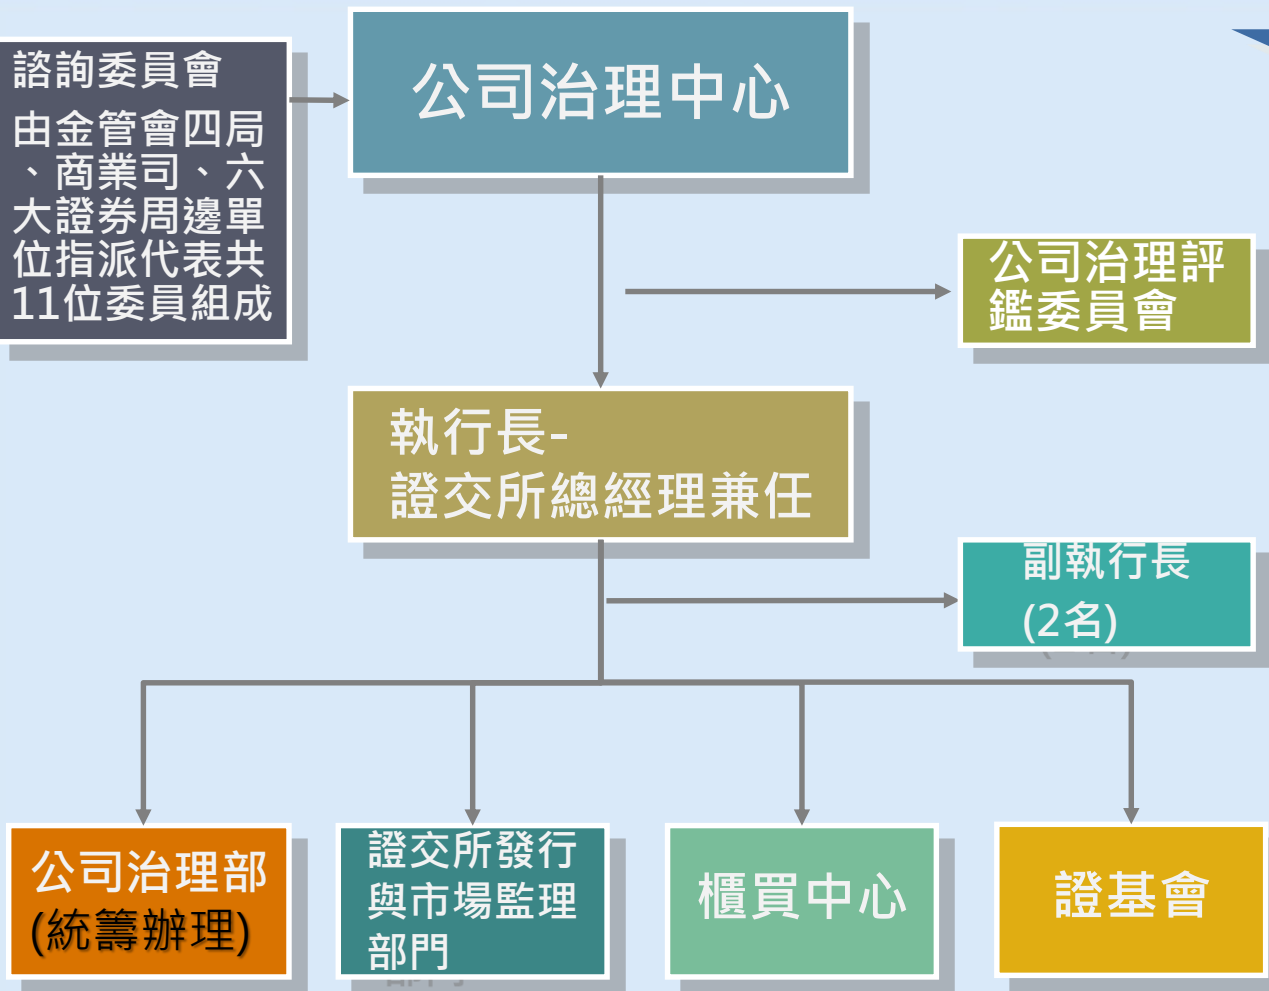 諮詢委員會
由金管會四局
、商業司、六
大證券周邊單
位指派代表共
11位委員組成
公司治理中心
公司治理評
鑑委員會
執行長-
證交所總經理兼任
副執行長
(2名)
公司治理部
(統籌辦理)
證交所發行
與市場監理
部門
櫃買中心
證基會